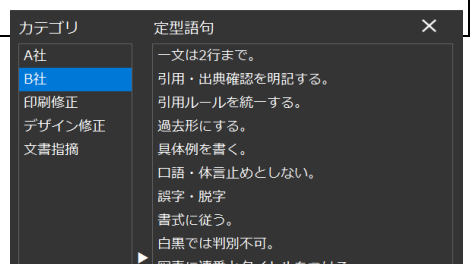 カテゴリ
定型語句
A社
B社
印刷修正
デザイン修正
文書指摘
一文は2行まで。
引用・出典確認を明記する。
引用ルールを統一する。
過去形にする。
具体例を書く。
口語・体言止めとしない。
誤字・脱字
書式に従う。
白黒では判別不可。